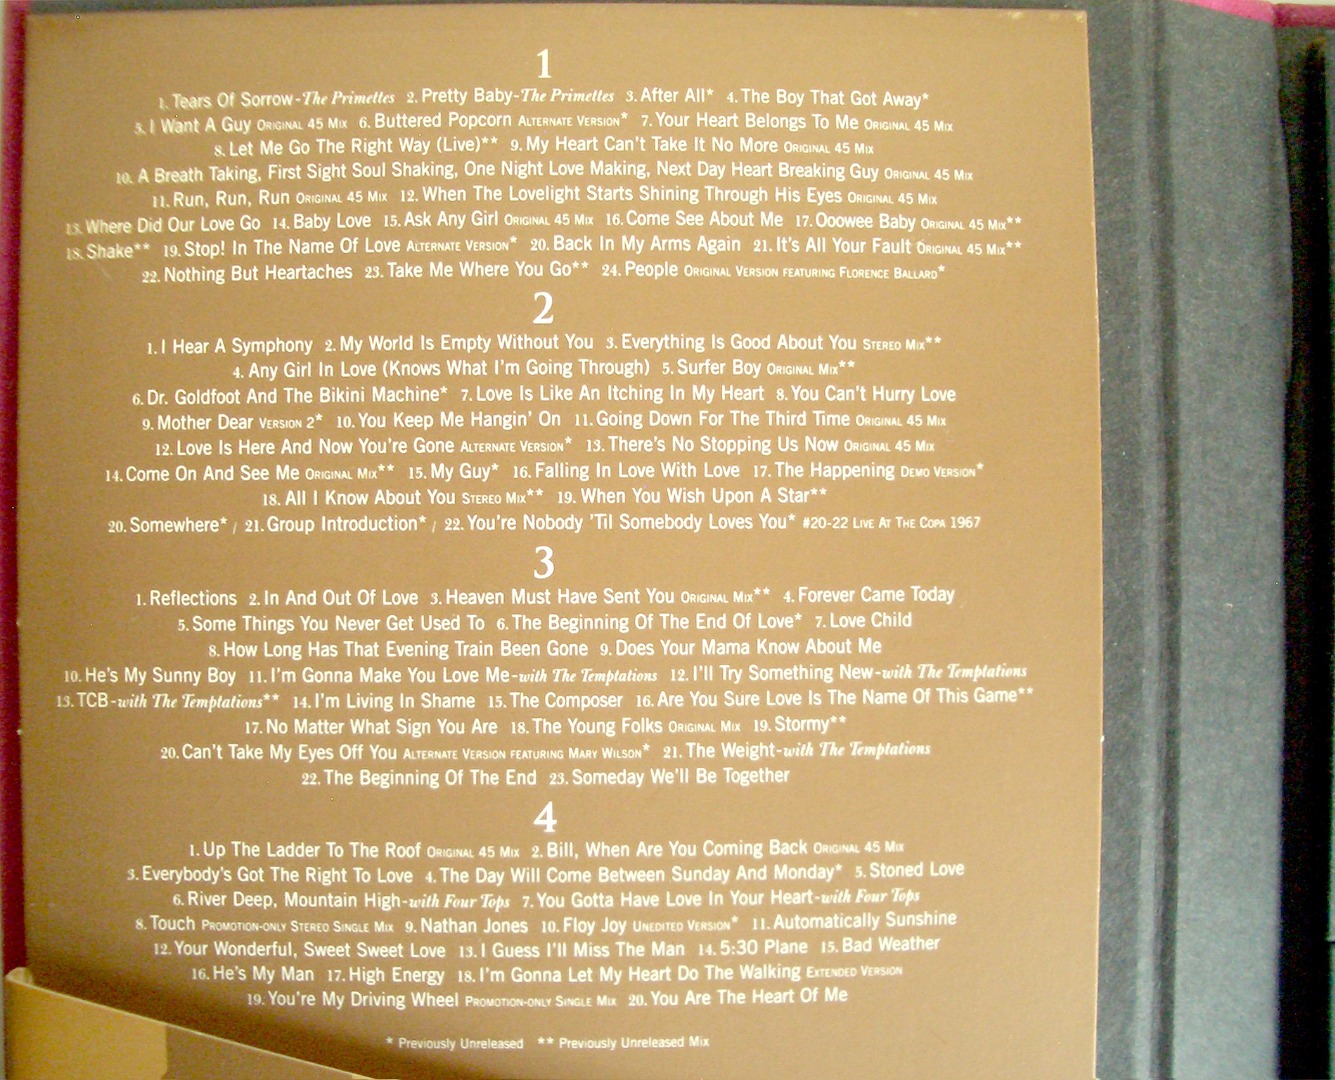 1
1. Tears Of Sorrow-The Primettes 2. Pretty Baby-The Primettes 3. After All* 4. The Boy That Got Away*
5. I Want A Guy Original 45 Mix 6. Buttered Popcorn Alternate Version* 7. Your Heart Belongs To Me Original 45 Mix
8. Let Me Go The Right Way (Live)** 9. My Heart Can't Take It No More Original 45 Mix
10. A Breath Taking, First Sight Soul Shaking, One Night Love Making, Next Day Heart Breaking Guy Original 45 Mix
11. Run, Run, Run Original 45 Mix 12. When The Lovelight Starts Shining Through His Eyes Original 45 Mix
13. Where Did Our Love Go 14. Baby Love 15. Ask Any Girl Original 45 Mix 16. Come See About Me 17. Ooowee Baby Original 45 Mix**
18. Shake** 19. Stop! In The Name Of Love Alternate Version* 20. Back In My Arms Again 21. It's All Your Fault Original 45 Mix**
22. Nothing But Heartaches 23. Take Me Where You Go** 24. People Original Version featuring Florence Ballard*
2
1. I Hear A Symphony 2. My World Is Empty Without You 3. Everything Is Good About You Stereo Mix**
4. Any Girl In Love (Knows What I'm Going Through) 5. Surfer Boy Original Mix**
6. Dr. Goldfoot And The Bikini Machine* 7. Love Is Like An Itching In My Heart 8. You Can't Hurry Love
9. Mother Dear Version 2* 10. You Keep Me Hangin' On 11. Going Down For The Third Time Original 45 Mix
12. Love Is Here And Now You're Gone Alternate Version* 13. There's No Stopping Us Now Original 45 Mix
14. Come On And See Me Original Mix** 15. My Guy* 16. Falling In Love With Love 17. The Happening Demo Version*
18. All I Know About You Stereo Mix** 19. When You Wish Upon A Star**
20. Somewhere* / 21. Group Introduction* / 22. You're Nobody 'Til Somebody Loves You* #20-22 Live At The Copa 1967
3
1. Reflections 2. In And Out Of Love 3. Heaven Must Have Sent You Original Mix** 4. Forever Came Today
5. Some Things You Never Get Used To 6. The Beginning Of The End Of Love* 7. Love Child
8. How Long Has That Evening Train Been Gone 9. Does Your Mama Know About Me
10. He's My Sunny Boy 11. I'm Gonna Make You Love Me-with The Temptations 12. I'll Try Something New-with The Temptations
13. TCB-with The Temptations** 14. I'm Living In Shame 15. The Composer 16. Are You Sure Love Is The Name Of This Game**
17. No Matter What Sign You Are 18. The Young Folks Original Mix 19. Stormy**
20. Can't Take My Eyes Off You Alternate Version featuring Mary Wilson* 21. The Weight-with The Temptations
22. The Beginning Of The End 23. Someday We'll Be Together
4
1. Up The Ladder To The Roof Original 45 Mix 2. Bill, When Are You Coming Back Original 45 Mix
3. Everybody's Got The Right To Love 4. The Day Will Come Between Sunday And Monday* 5. Stoned Love
6. River Deep, Mountain High-with Four Tops 7. You Gotta Have Love In Your Heart-with Four Tops
8. Touch Promotion-only Stereo Single Mix 9. Nathan Jones 10. Floy Joy Unedited Version* 11. Automatically Sunshine
12. Your Wonderful, Sweet Sweet Love 13. I Guess I'll Miss The Man 14. 5:30 Plane 15. Bad Weather
16. He's My Man 17. High Energy 18. I'm Gonna Let My Heart Do The Walking Extended Version
19. You're My Driving Wheel Promotion-only Single Mix 20. You Are The Heart Of Me
* Previously Unreleased ** Previously Unreleased Mix